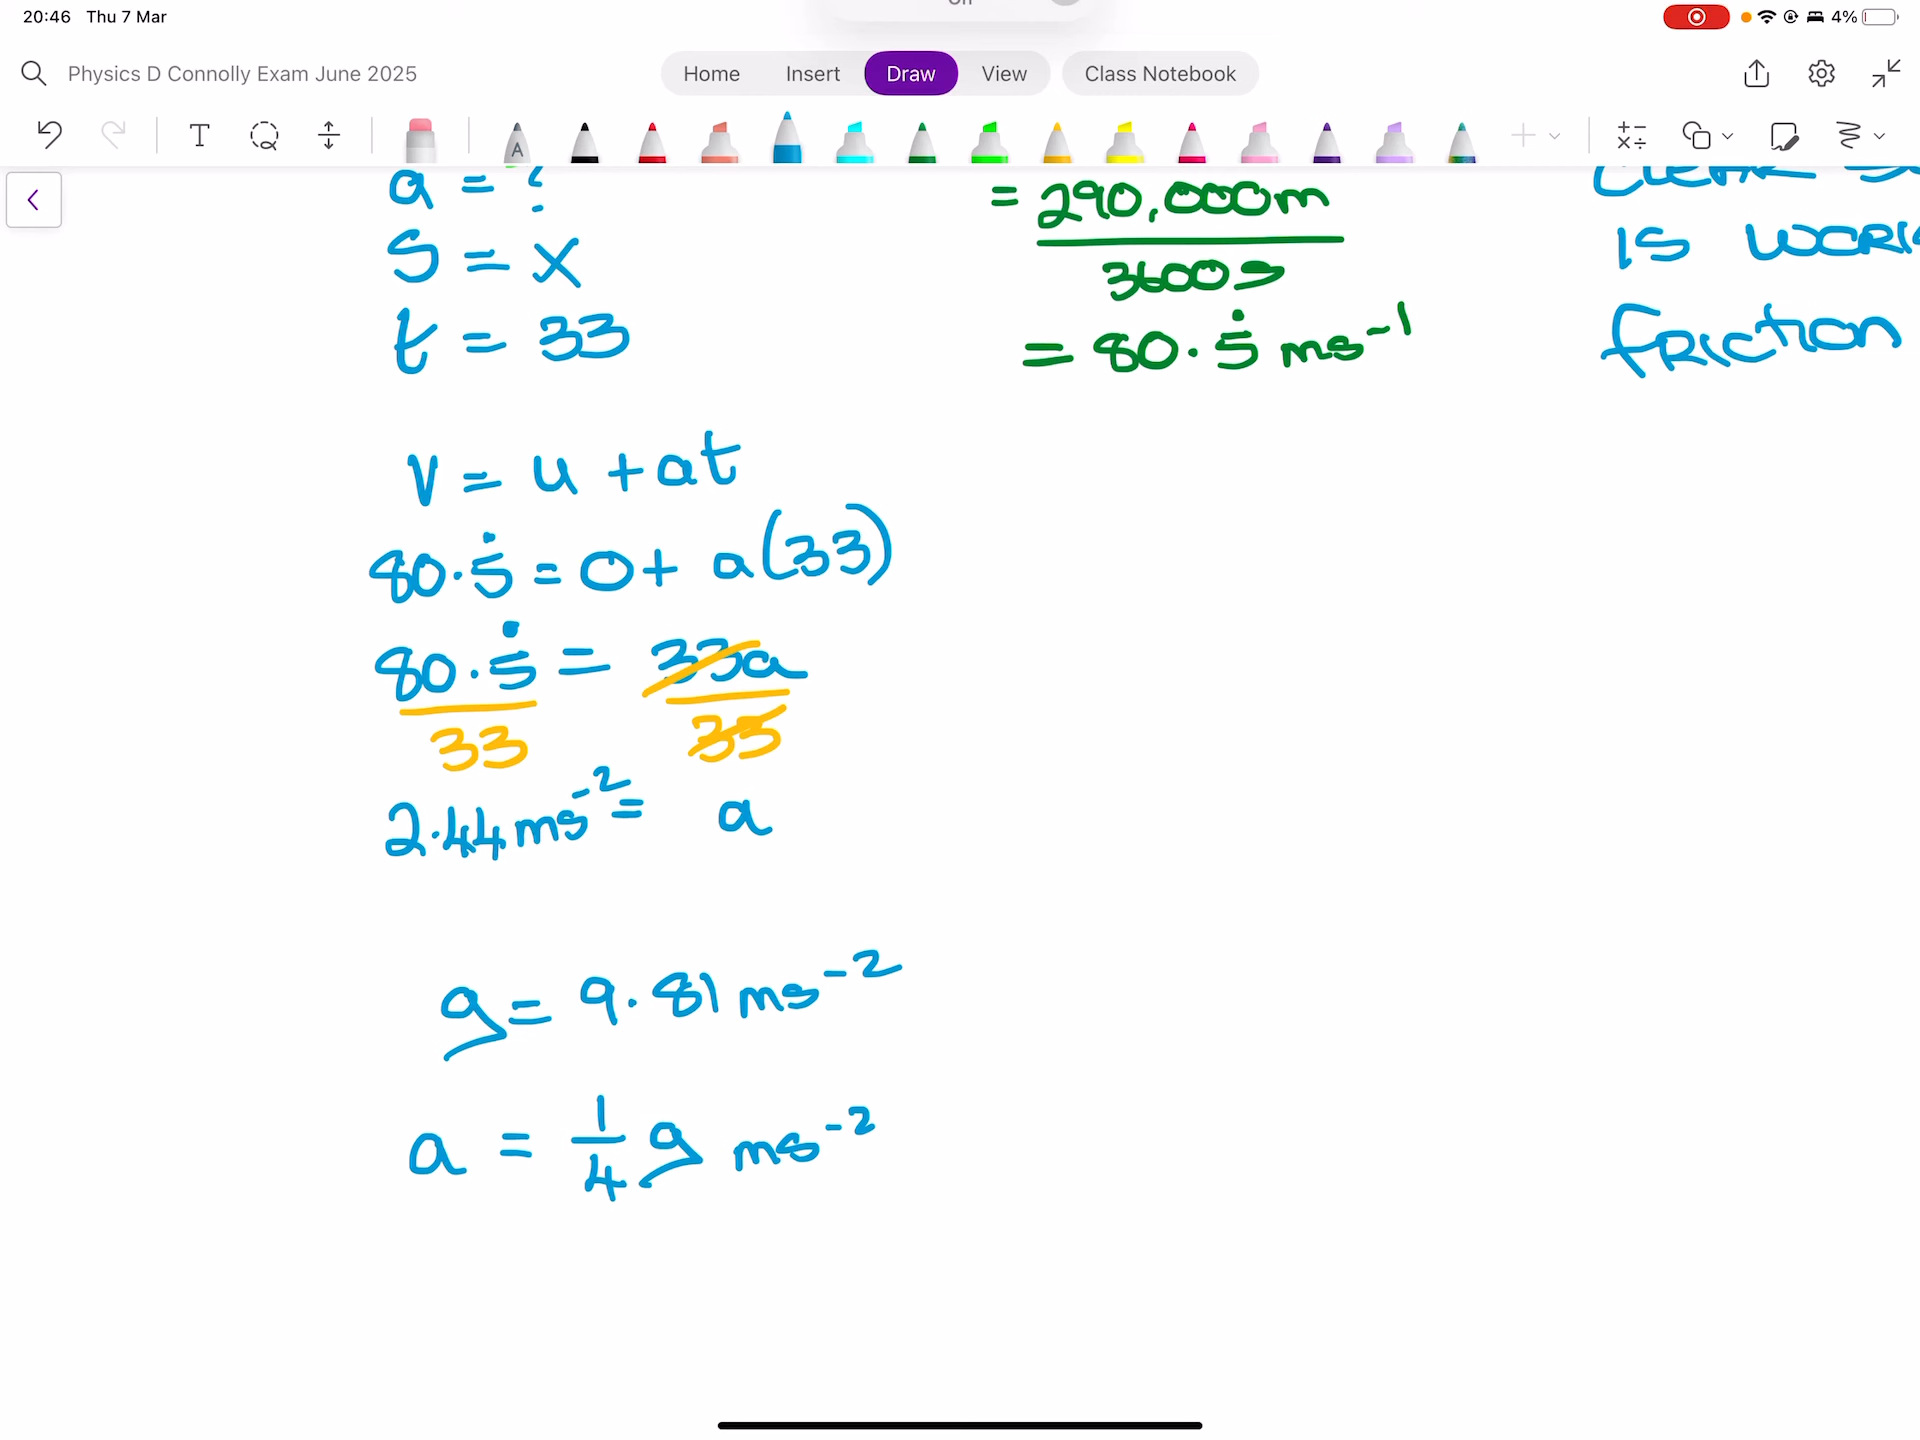 20:46 Thu 7 Mar
4%
Physics D Connolly Exam June 2025
Home Insert Draw View Class Notebook
T
A
a = ?
S = x
t = 33
= 290,000m
3600s
= 80.5̇ ms⁻¹
is
friction
v = u + at
80.5̇ = 0 + a(33)
80.5̇ = 33a
33 33
2.44ms⁻² = a
g = 9.81 ms⁻²
a = 1/4 g ms⁻²